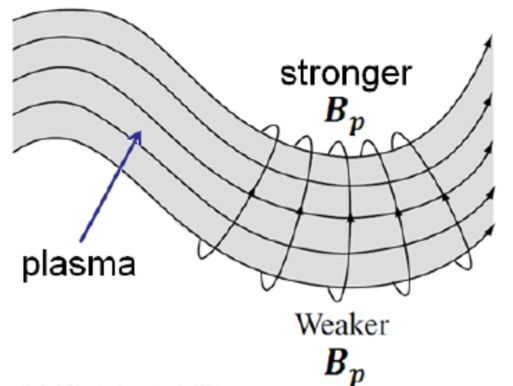 stronger
B_p
plasma
Weaker
B_p